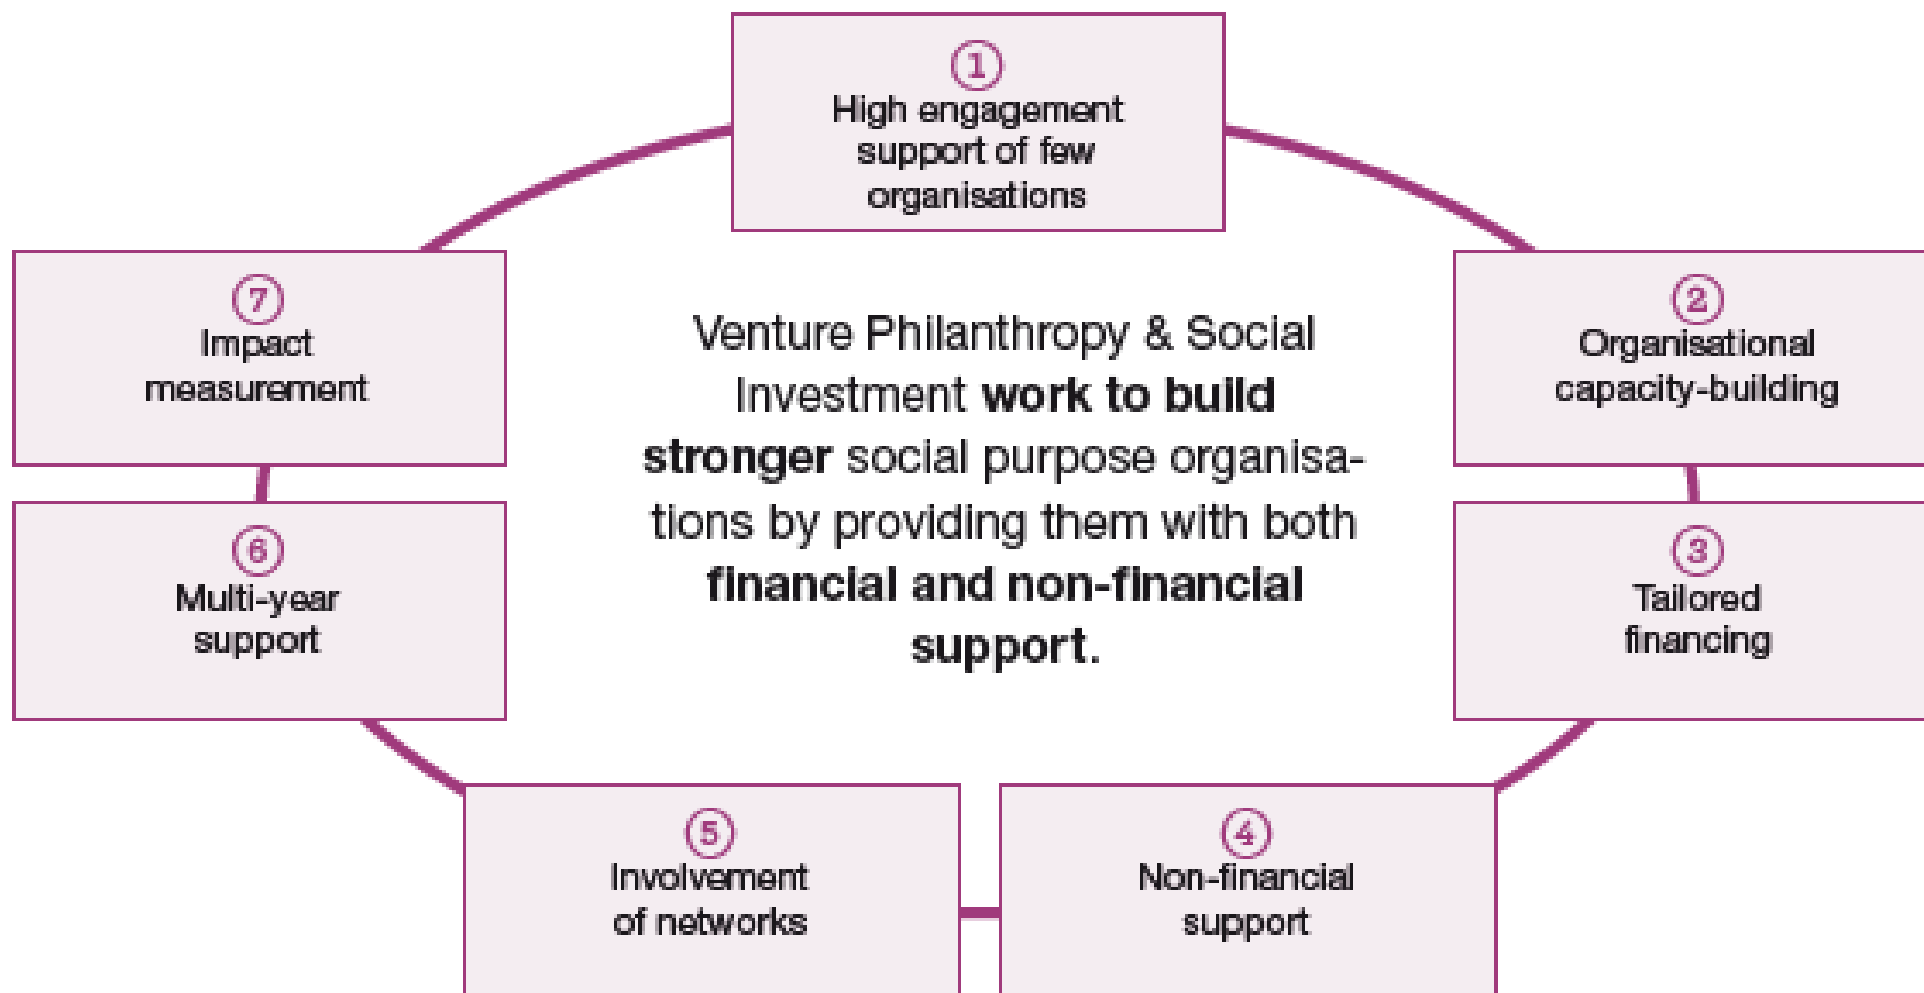 1
High engagement
support of few
organisations
2
Organisational
capacity-building
3
Tailored
financing
4
Non-financial
support
5
Involvement
of networks
6
Multi-year
support
7
Impact
measurement
Venture Philanthropy & Social
Investment work to build
stronger social purpose organisa-
tions by providing them with both
financial and non-financial
support.